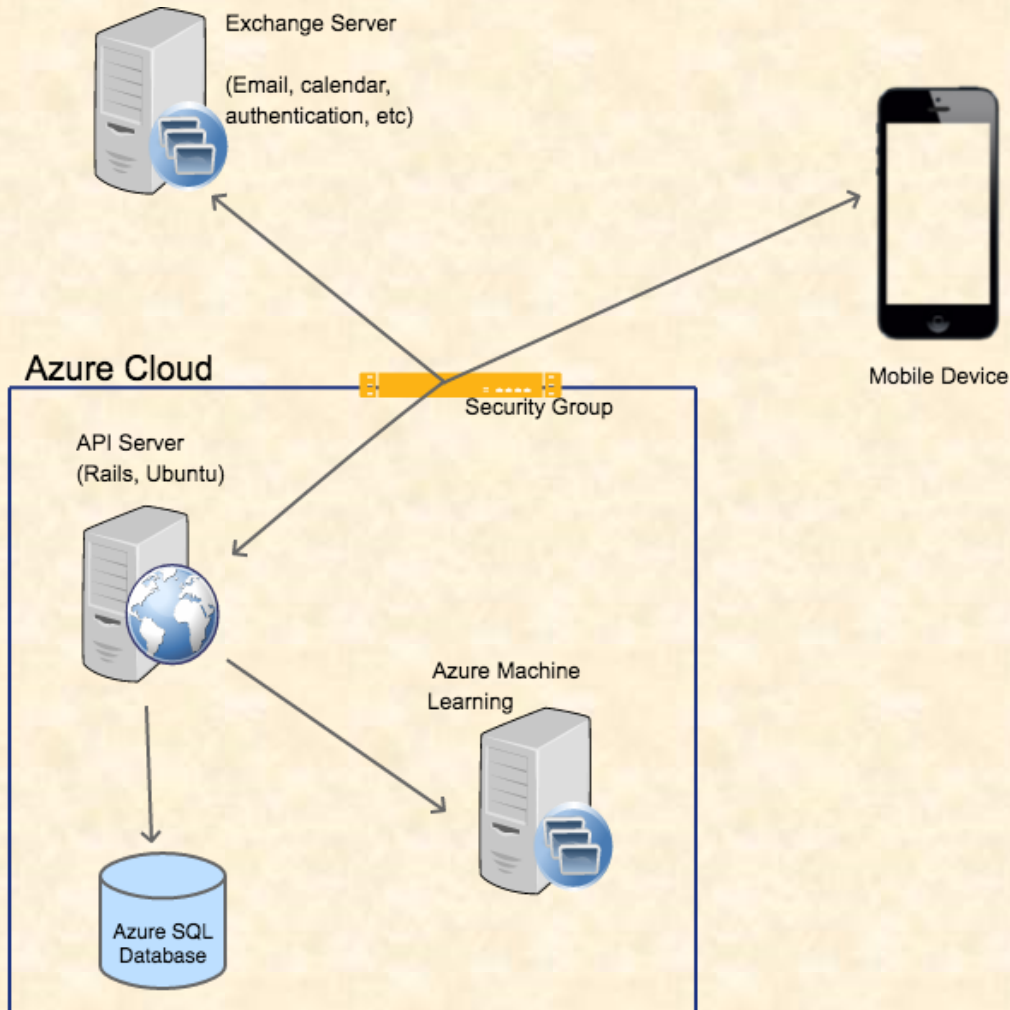 Exchange Server
(Email, calendar,
authentication, etc)
Azure Cloud
Mobile Device
Security Group
API Server
(Rails, Ubuntu)
Azure Machine
Learning
Azure SQL
Database